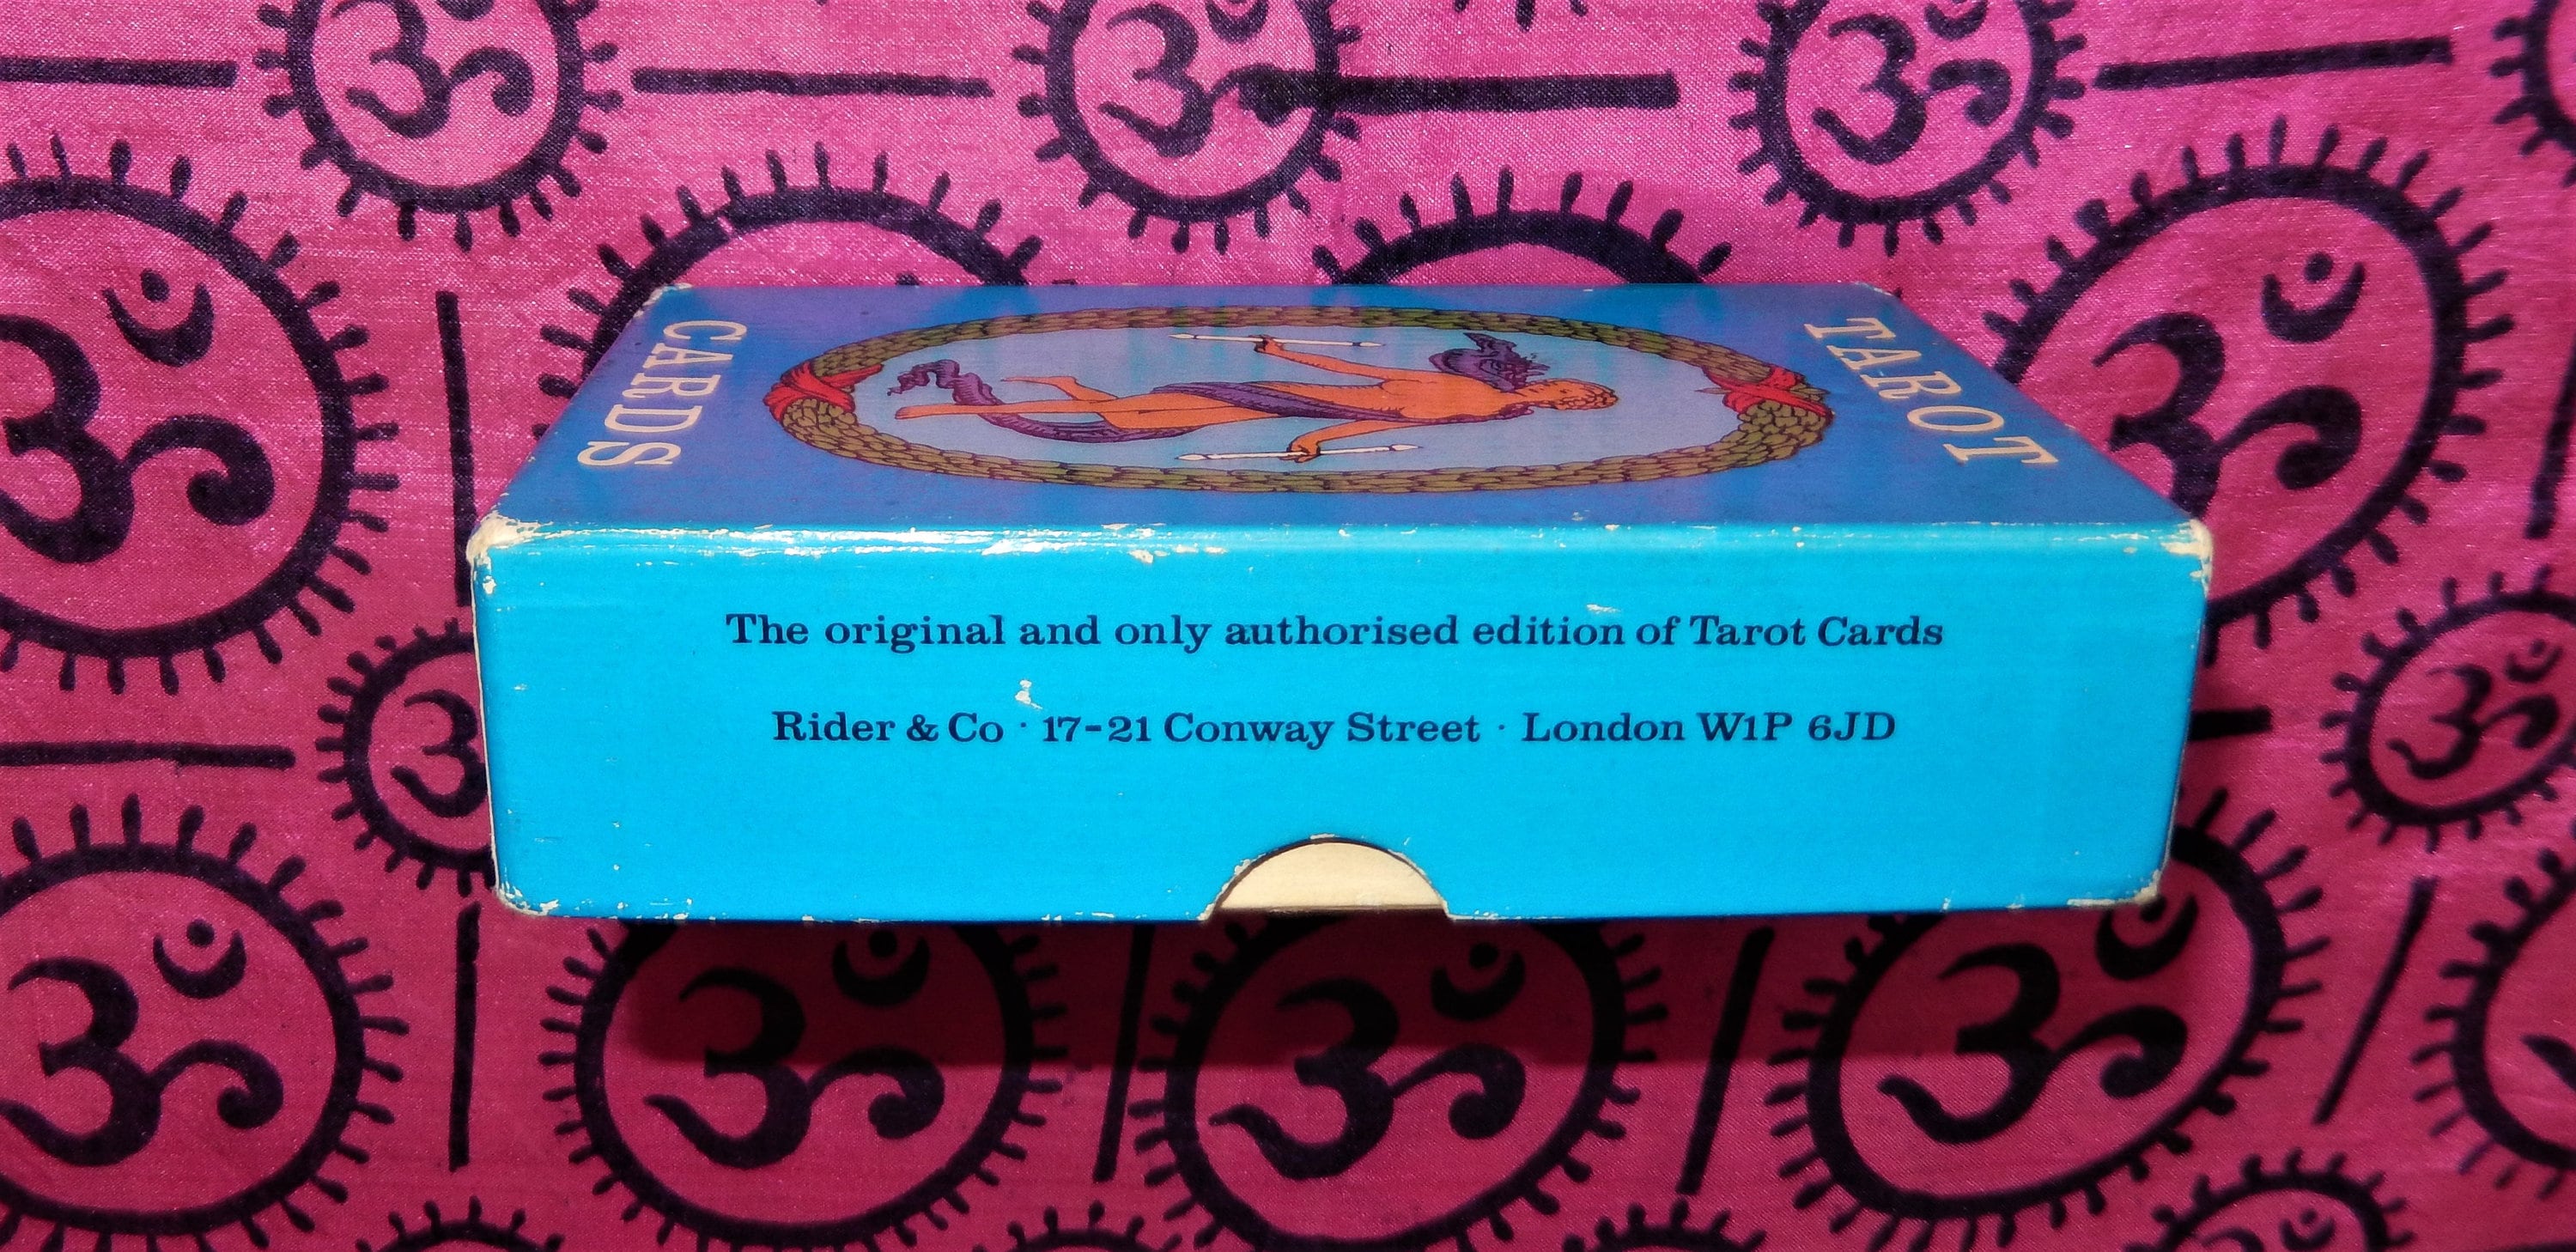 TAROT
CARDS
The original and only authorised edition of Tarot Cards
Rider & Co · 17-21 Conway Street · London W1P 6JD
ॐ
ॐ
ॐ
ॐ
ॐ
ॐ
ॐ
ॐ
ॐ
ॐ
ॐ